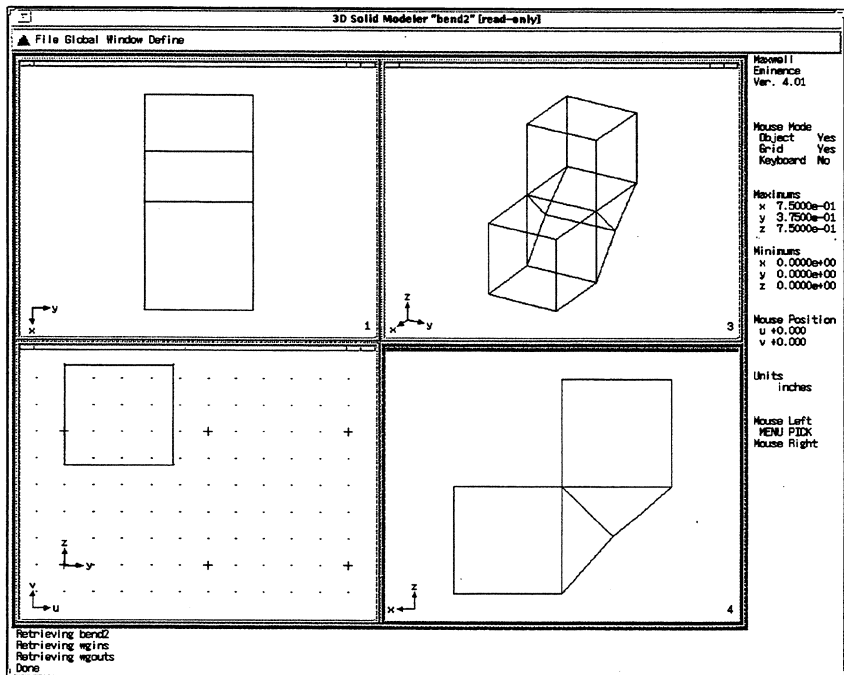 3D Solid Modeler "bend2" [read-only]
File Global Window Define
y
x
1
z
x
y
3
Maxwell
Eminence
Ver. 4.01
Mouse Mode
Object Yes
Grid Yes
Keyboard No
Maximums
x 7.5000e-01
y 3.7500e-01
z 7.5000e-01
Minimums
x 0.0000e+00
y 0.0000e+00
z 0.0000e+00
Mouse Position
u +0.000
v +0.000
Units
inches
Mouse Left
MENU PICK
Mouse Right
z
y
v
u
z
x
4
Retrieving bend2
Retrieving wgins
Retrieving wgouts
Done